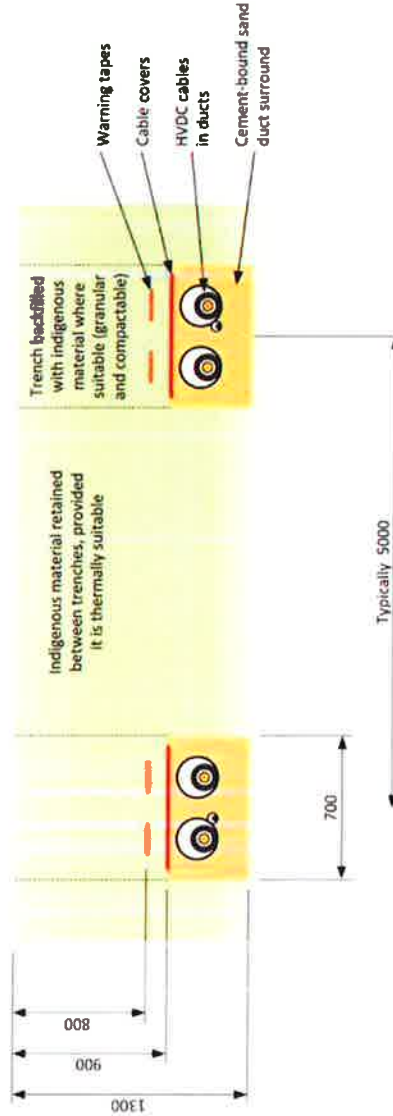 Indigenous material retained
between trenches, provided
it is thermally suitable
Trench backfilled
with indigenous
material where
suitable (granular
and compactable)
Warning tapes
Cable covers
HVDC cables
in ducts
Cement-bound sand
duct surround
800
900
1300
700
Typically 5000